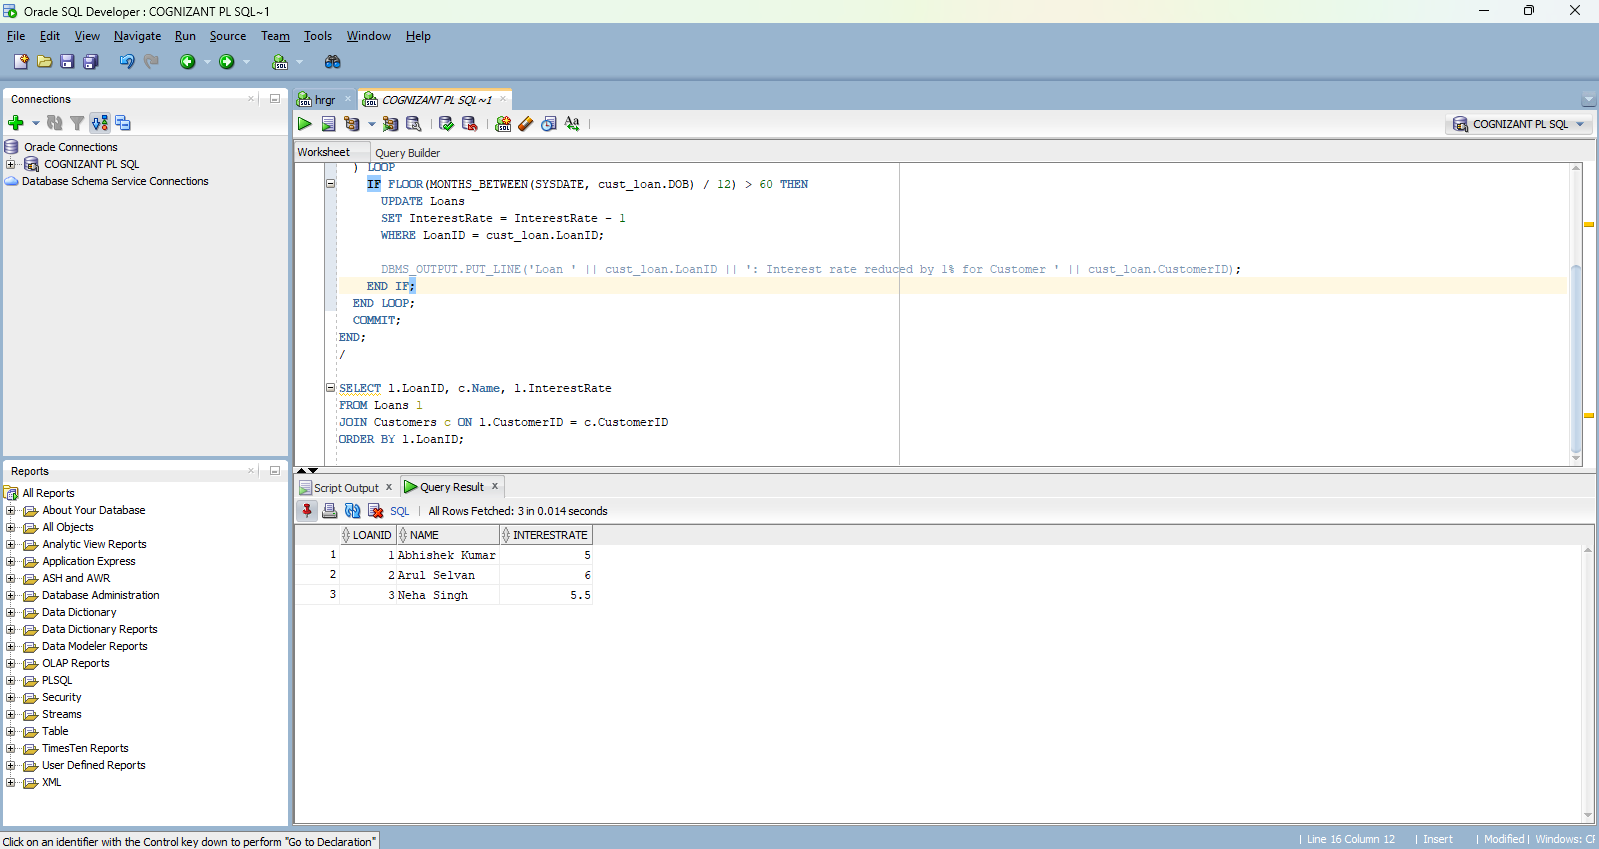 Oracle SQL Developer : COGNIZANT PL SQL~1
File Edit View Navigate Run Source Team Tools Window Help
Connections
Oracle Connections
COGNIZANT PL SQL
Database Schema Service Connections
Reports
All Reports
About Your Database
All Objects
Analytic View Reports
Application Express
ASH and AWR
Database Administration
Data Dictionary
Data Dictionary Reports
Data Modeler Reports
OLAP Reports
PLSQL
Security
Streams
Table
TimesTen Reports
User Defined Reports
XML
hrgr COGNIZANT PL SQL~1
COGNIZANT PL SQL
Worksheet Query Builder
) LOOP
IF FLOOR(MONTHS_BETWEEN(SYSDATE, cust_loan.DOB) / 12) > 60 THEN
UPDATE Loans
SET InterestRate = InterestRate - 1
WHERE LoanID = cust_loan.LoanID;
DBMS_OUTPUT.PUT_LINE('Loan ' || cust_loan.LoanID || ': Interest rate reduced by 1% for Customer ' || cust_loan.CustomerID);
END IF;
END LOOP;
COMMIT;
END;
/
SELECT l.LoanID, c.Name, l.InterestRate
FROM Loans l
JOIN Customers c ON l.CustomerID = c.CustomerID
ORDER BY l.LoanID;
Script Output x Query Result x
SQL | All Rows Fetched: 3 in 0.014 seconds
LOANID NAME INTERESTRATE
1 1 Abhishek Kumar 5
2 2 Arul Selvan 6
3 3 Neha Singh 5.5
Click on an identifier with the Control key down to perform "Go to Declaration"
| Line 16 Column 12 | Insert | Modified | Windows: CF